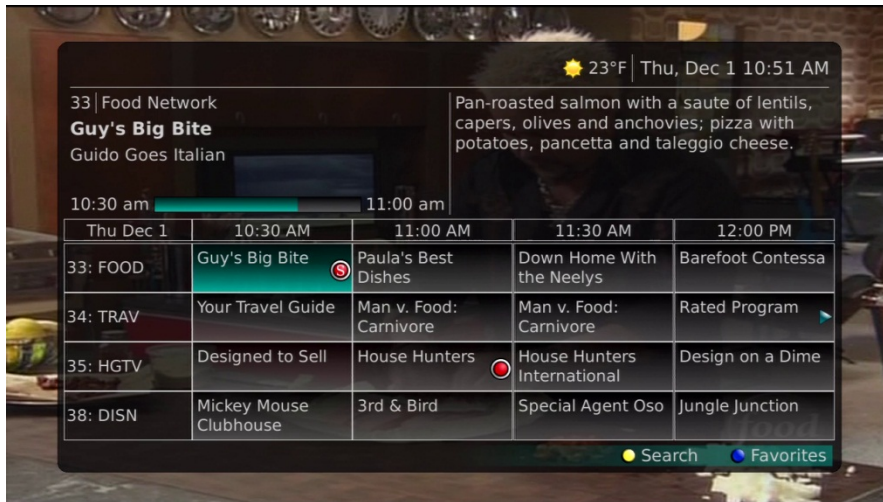 23°F | Thu, Dec 1 10:51 AM
33 | Food Network
Guy's Big Bite
Guido Goes Italian
Pan-roasted salmon with a saute of lentils,
capers, olives and anchovies; pizza with
potatoes, pancetta and taleggio cheese.
10:30 am 11:00 am
Thu Dec 1 10:30 AM 11:00 AM 11:30 AM 12:00 PM
33: FOOD
Guy's Big Bite
S
Paula's Best
Dishes
Down Home With
the Neelys
Barefoot Contessa
34: TRAV
Your Travel Guide
Man v. Food:
Carnivore
Man v. Food:
Carnivore
Rated Program
35: HGTV
Designed to Sell
House Hunters
House Hunters
International
Design on a Dime
38: DISN
Mickey Mouse
Clubhouse
3rd & Bird
Special Agent Oso
Jungle Junction
food
Search Favorites